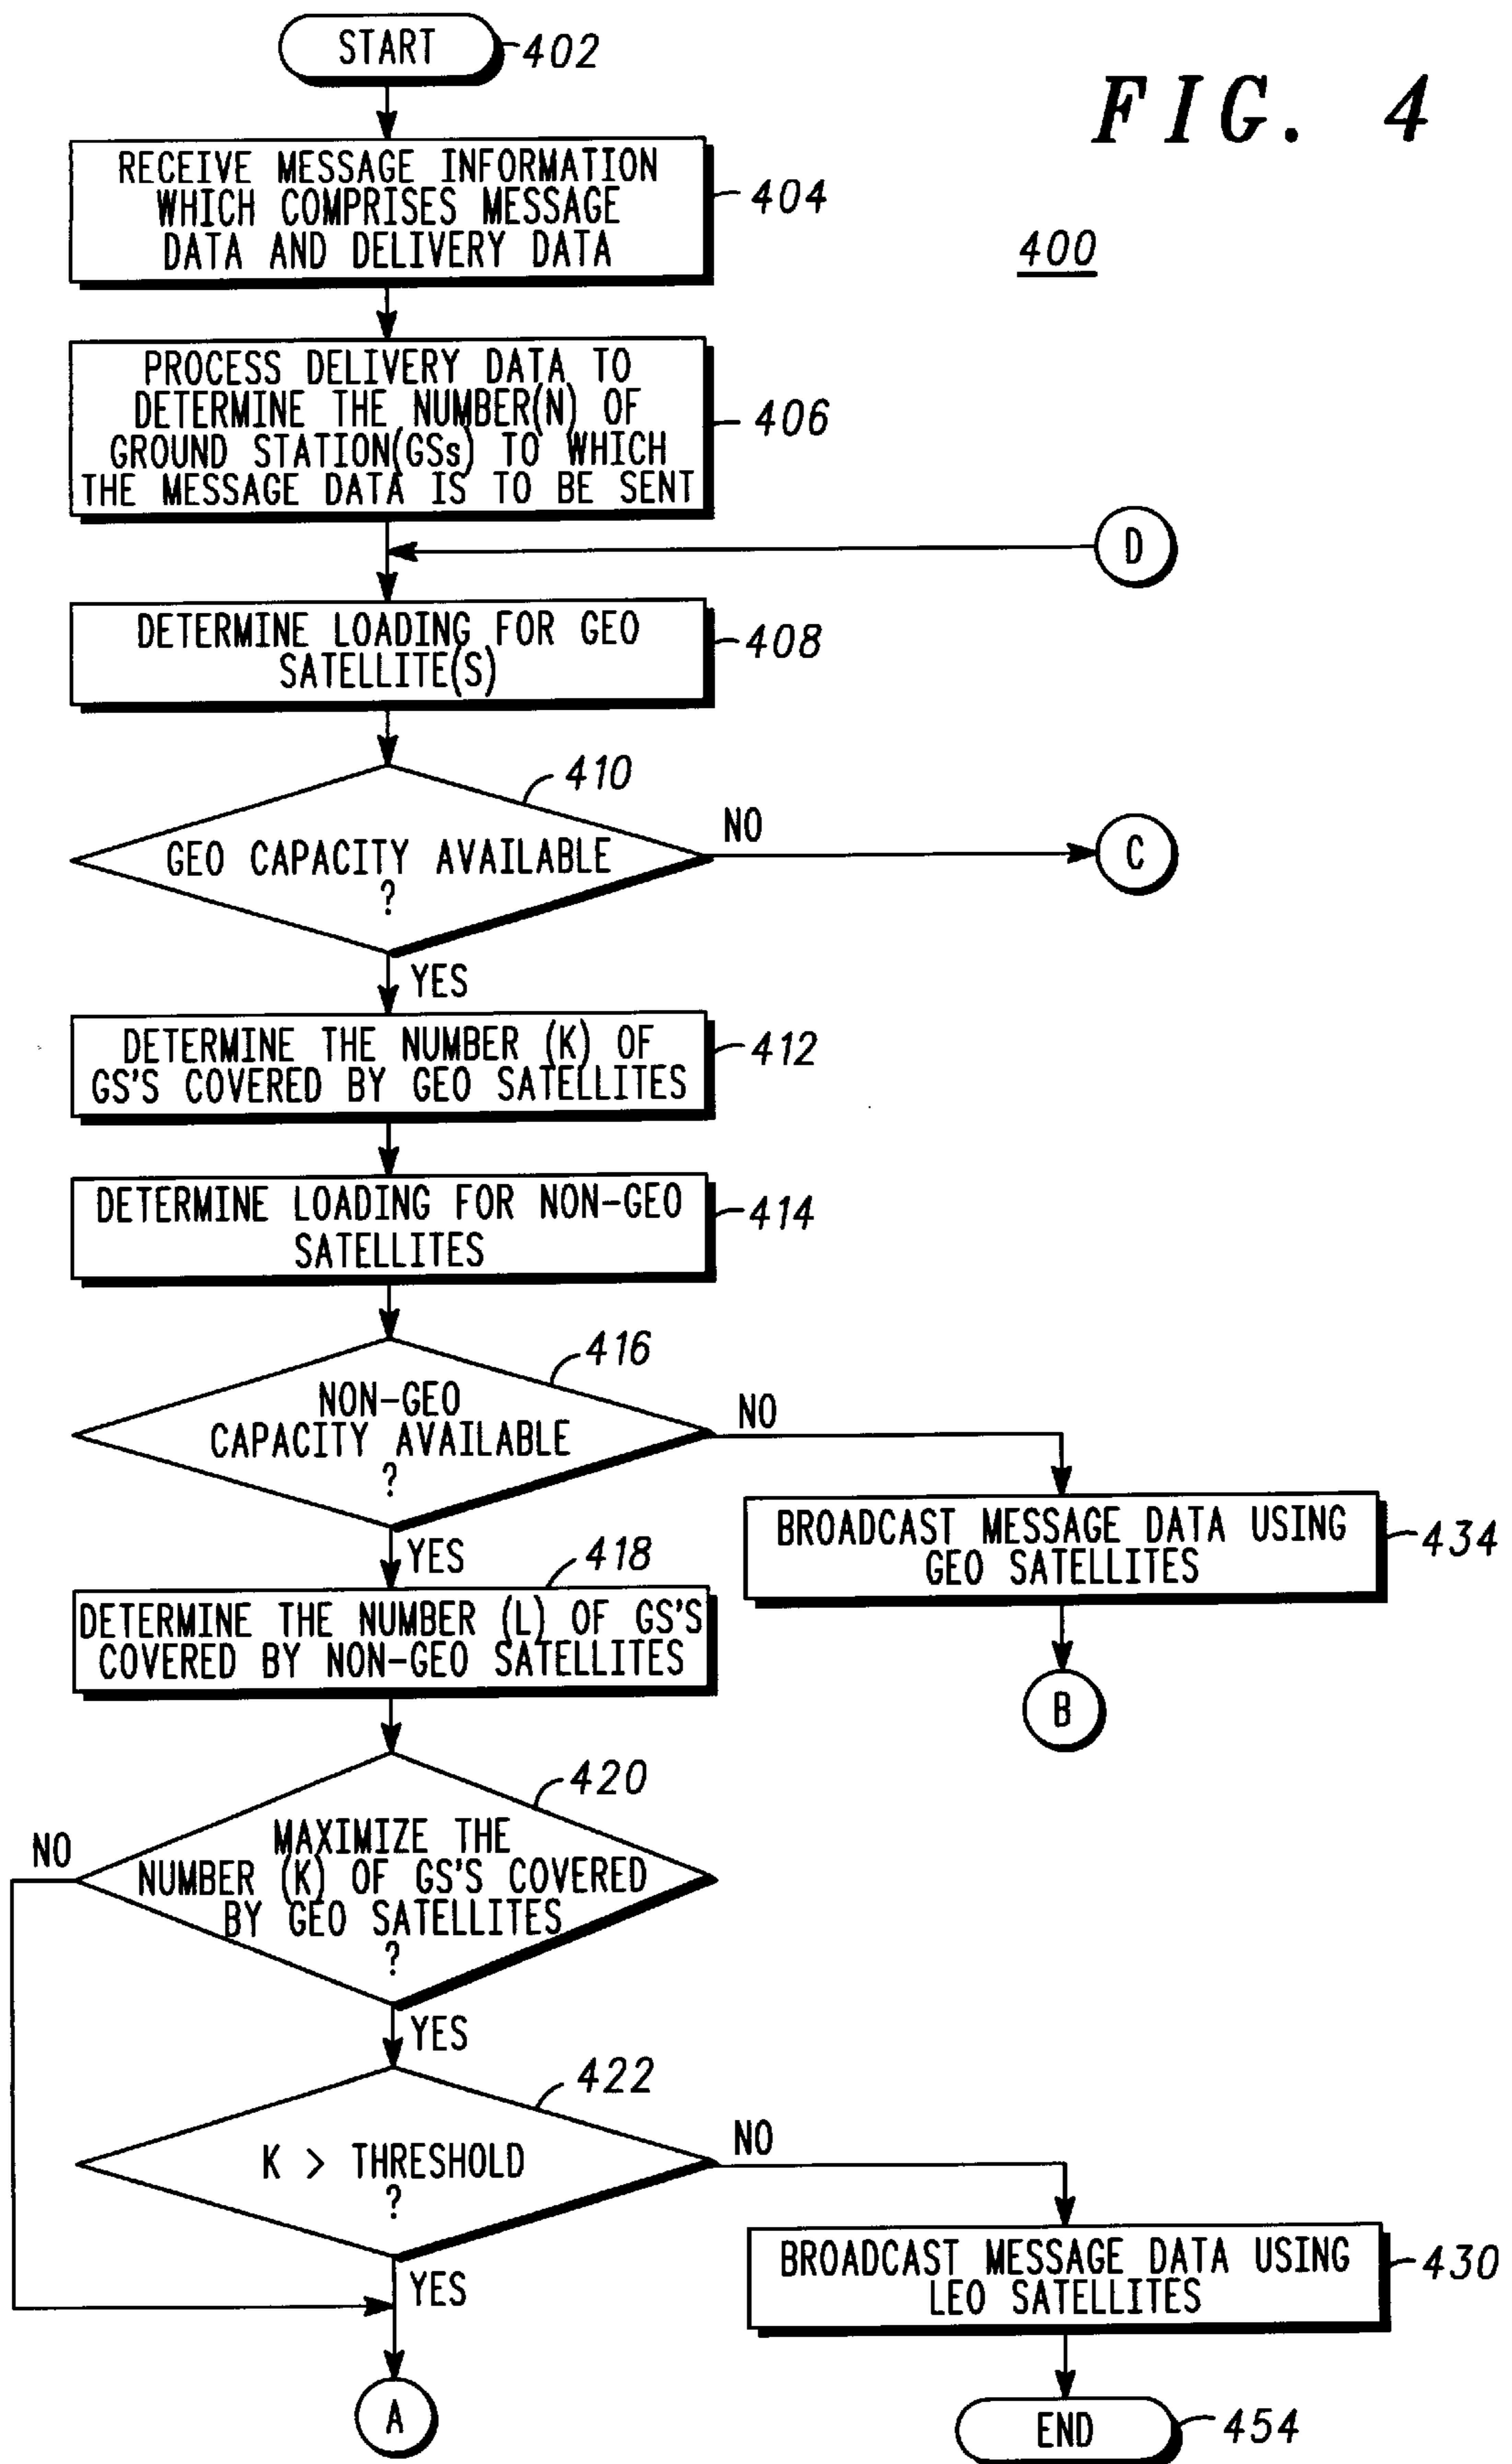 START
402
FIG. 4
RECEIVE MESSAGE INFORMATION
WHICH COMPRISES MESSAGE
DATA AND DELIVERY DATA
404
400
PROCESS DELIVERY DATA TO
DETERMINE THE NUMBER(N) OF
GROUND STATION(GSs) TO WHICH
THE MESSAGE DATA IS TO BE SENT
406
D
DETERMINE LOADING FOR GEO
SATELLITE(S)
408
410
GEO CAPACITY AVAILABLE
?
NO
C
YES
DETERMINE THE NUMBER (K) OF
GS'S COVERED BY GEO SATELLITES
412
DETERMINE LOADING FOR NON-GEO
SATELLITES
414
416
NON-GEO
CAPACITY AVAILABLE
?
NO
BROADCAST MESSAGE DATA USING
GEO SATELLITES
434
B
YES
418
DETERMINE THE NUMBER (L) OF GS'S
COVERED BY NON-GEO SATELLITES
420
NO
MAXIMIZE THE
NUMBER (K) OF GS'S COVERED
BY GEO SATELLITES
?
YES
422
K > THRESHOLD
?
NO
BROADCAST MESSAGE DATA USING
LEO SATELLITES
430
YES
A
END
454